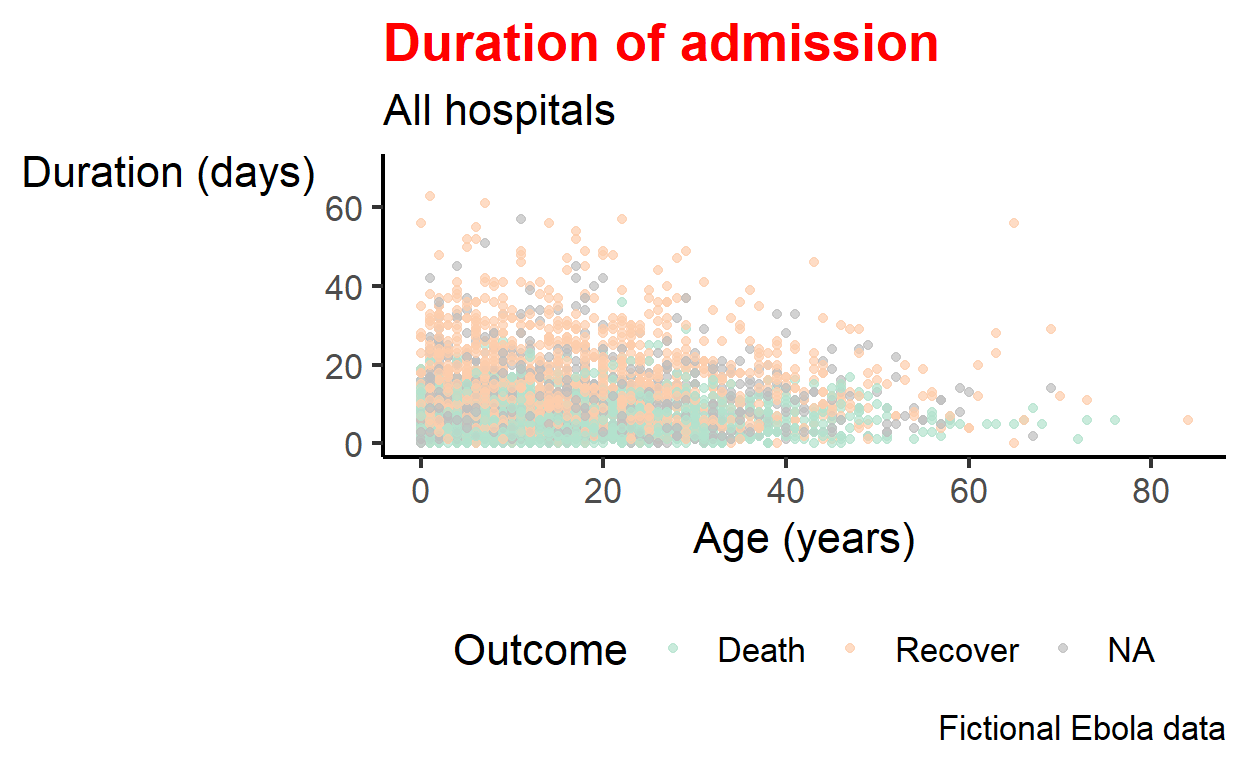 Duration of admission
All hospitals
Duration (days)
60
40
20
0
0 20 40 60 80
Age (years)
Outcome Death Recover NA
Fictional Ebola data